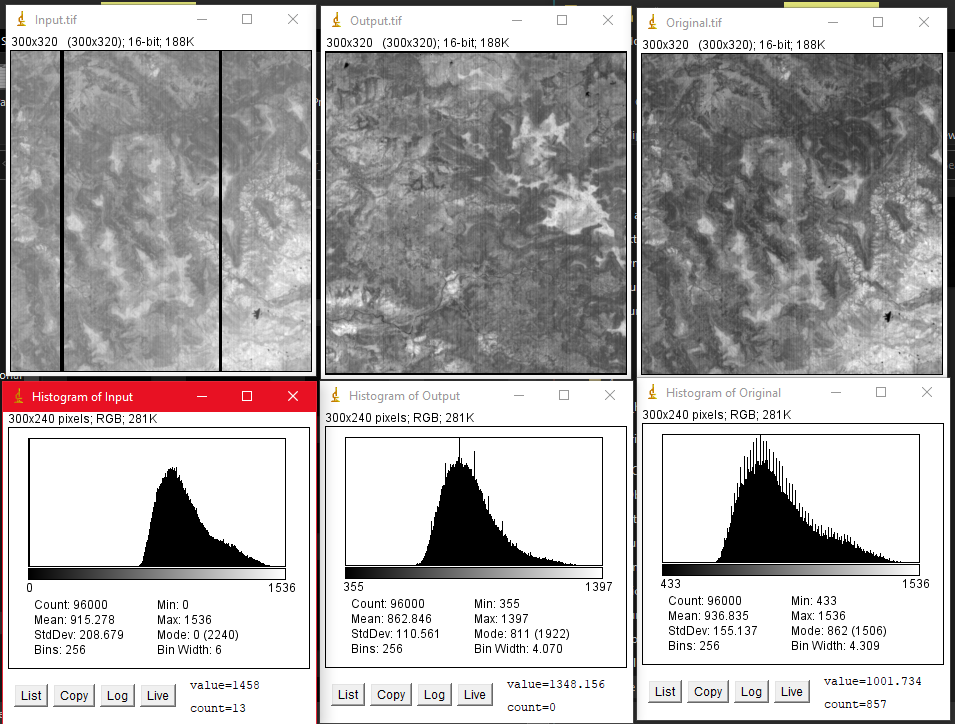 Input.tif
300x320 (300x320); 16-bit; 188K
Output.tif
300x320 (300x320); 16-bit; 188K
Original.tif
300x320 (300x320); 16-bit; 188K
Histogram of Input
300x240 pixels; RGB; 281K
0
1536
Count: 96000
Min: 0
Mean: 915.278
Max: 1536
StdDev: 208.679
Mode: 0 (2240)
Bins: 256
Bin Width: 6
List
Copy
Log
Live
value=1458
count=13
Histogram of Output
300x240 pixels; RGB; 281K
355
1397
Count: 96000
Min: 355
Mean: 862.846
Max: 1397
StdDev: 110.561
Mode: 811 (1922)
Bins: 256
Bin Width: 4.070
List
Copy
Log
Live
value=1348.156
count=0
Histogram of Original
300x240 pixels; RGB; 281K
433
1536
Count: 96000
Min: 433
Mean: 936.835
Max: 1536
StdDev: 155.137
Mode: 862 (1506)
Bins: 256
Bin Width: 4.309
List
Copy
Log
Live
value=1001.734
count=857